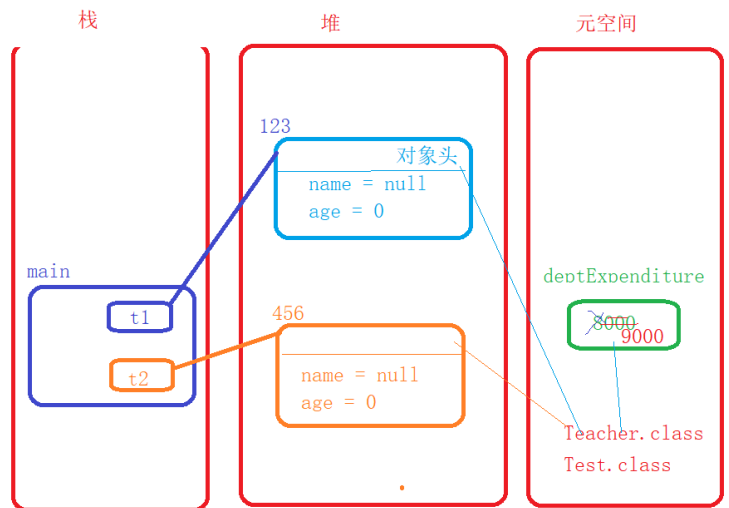 栈
堆
元空间
123
对象头
name = null
age = 0
main
t1
t2
456
name = null
age = 0
deptExpenditure
8000
9000
Teacher.class
Test.class